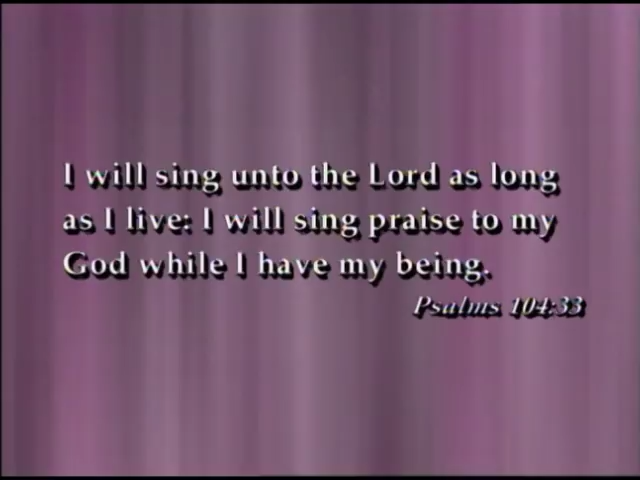 I will sing unto the Lord as long
as I live: I will sing praise to my
God while I have my being.
Psalms 104:33